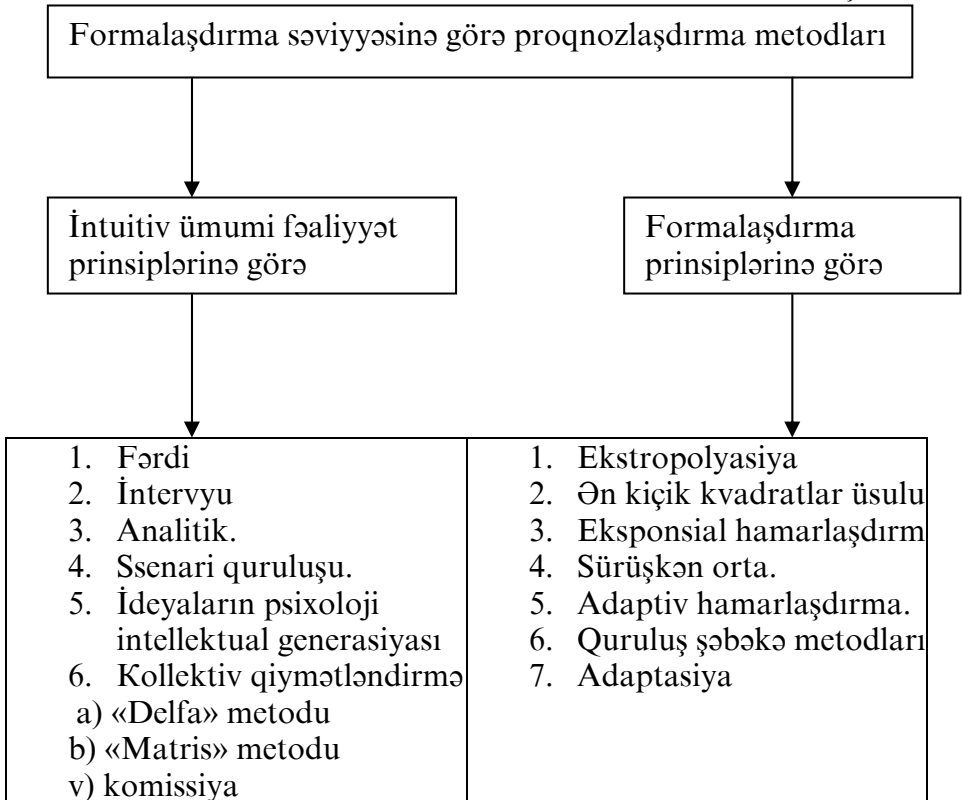 Formalaşdırma səviyyəsinə görə proqnozlaşdırma metodları
İntuitiv ümumi fəaliyyət
prinsiplərinə görə
Formalaşdırma
prinsiplərinə görə
1. Fərdi
2. İntervyu
3. Analitik.
4. Ssenari quruluşu.
5. İdeyaların psixoloji
intellektual generasiyası
6. Kollektiv qiymətləndirmə
a) «Delfa» metodu
b) «Matris» metodu
v) komissiya
1. Ekstropolyasiya
2. Ən kiçik kvadratlar üsulu
3. Eksponsial hamarlaşdırm
4. Sürüşkən orta.
5. Adaptiv hamarlaşdırma.
6. Quruluş şəbəkə metodları
7. Adaptasiya